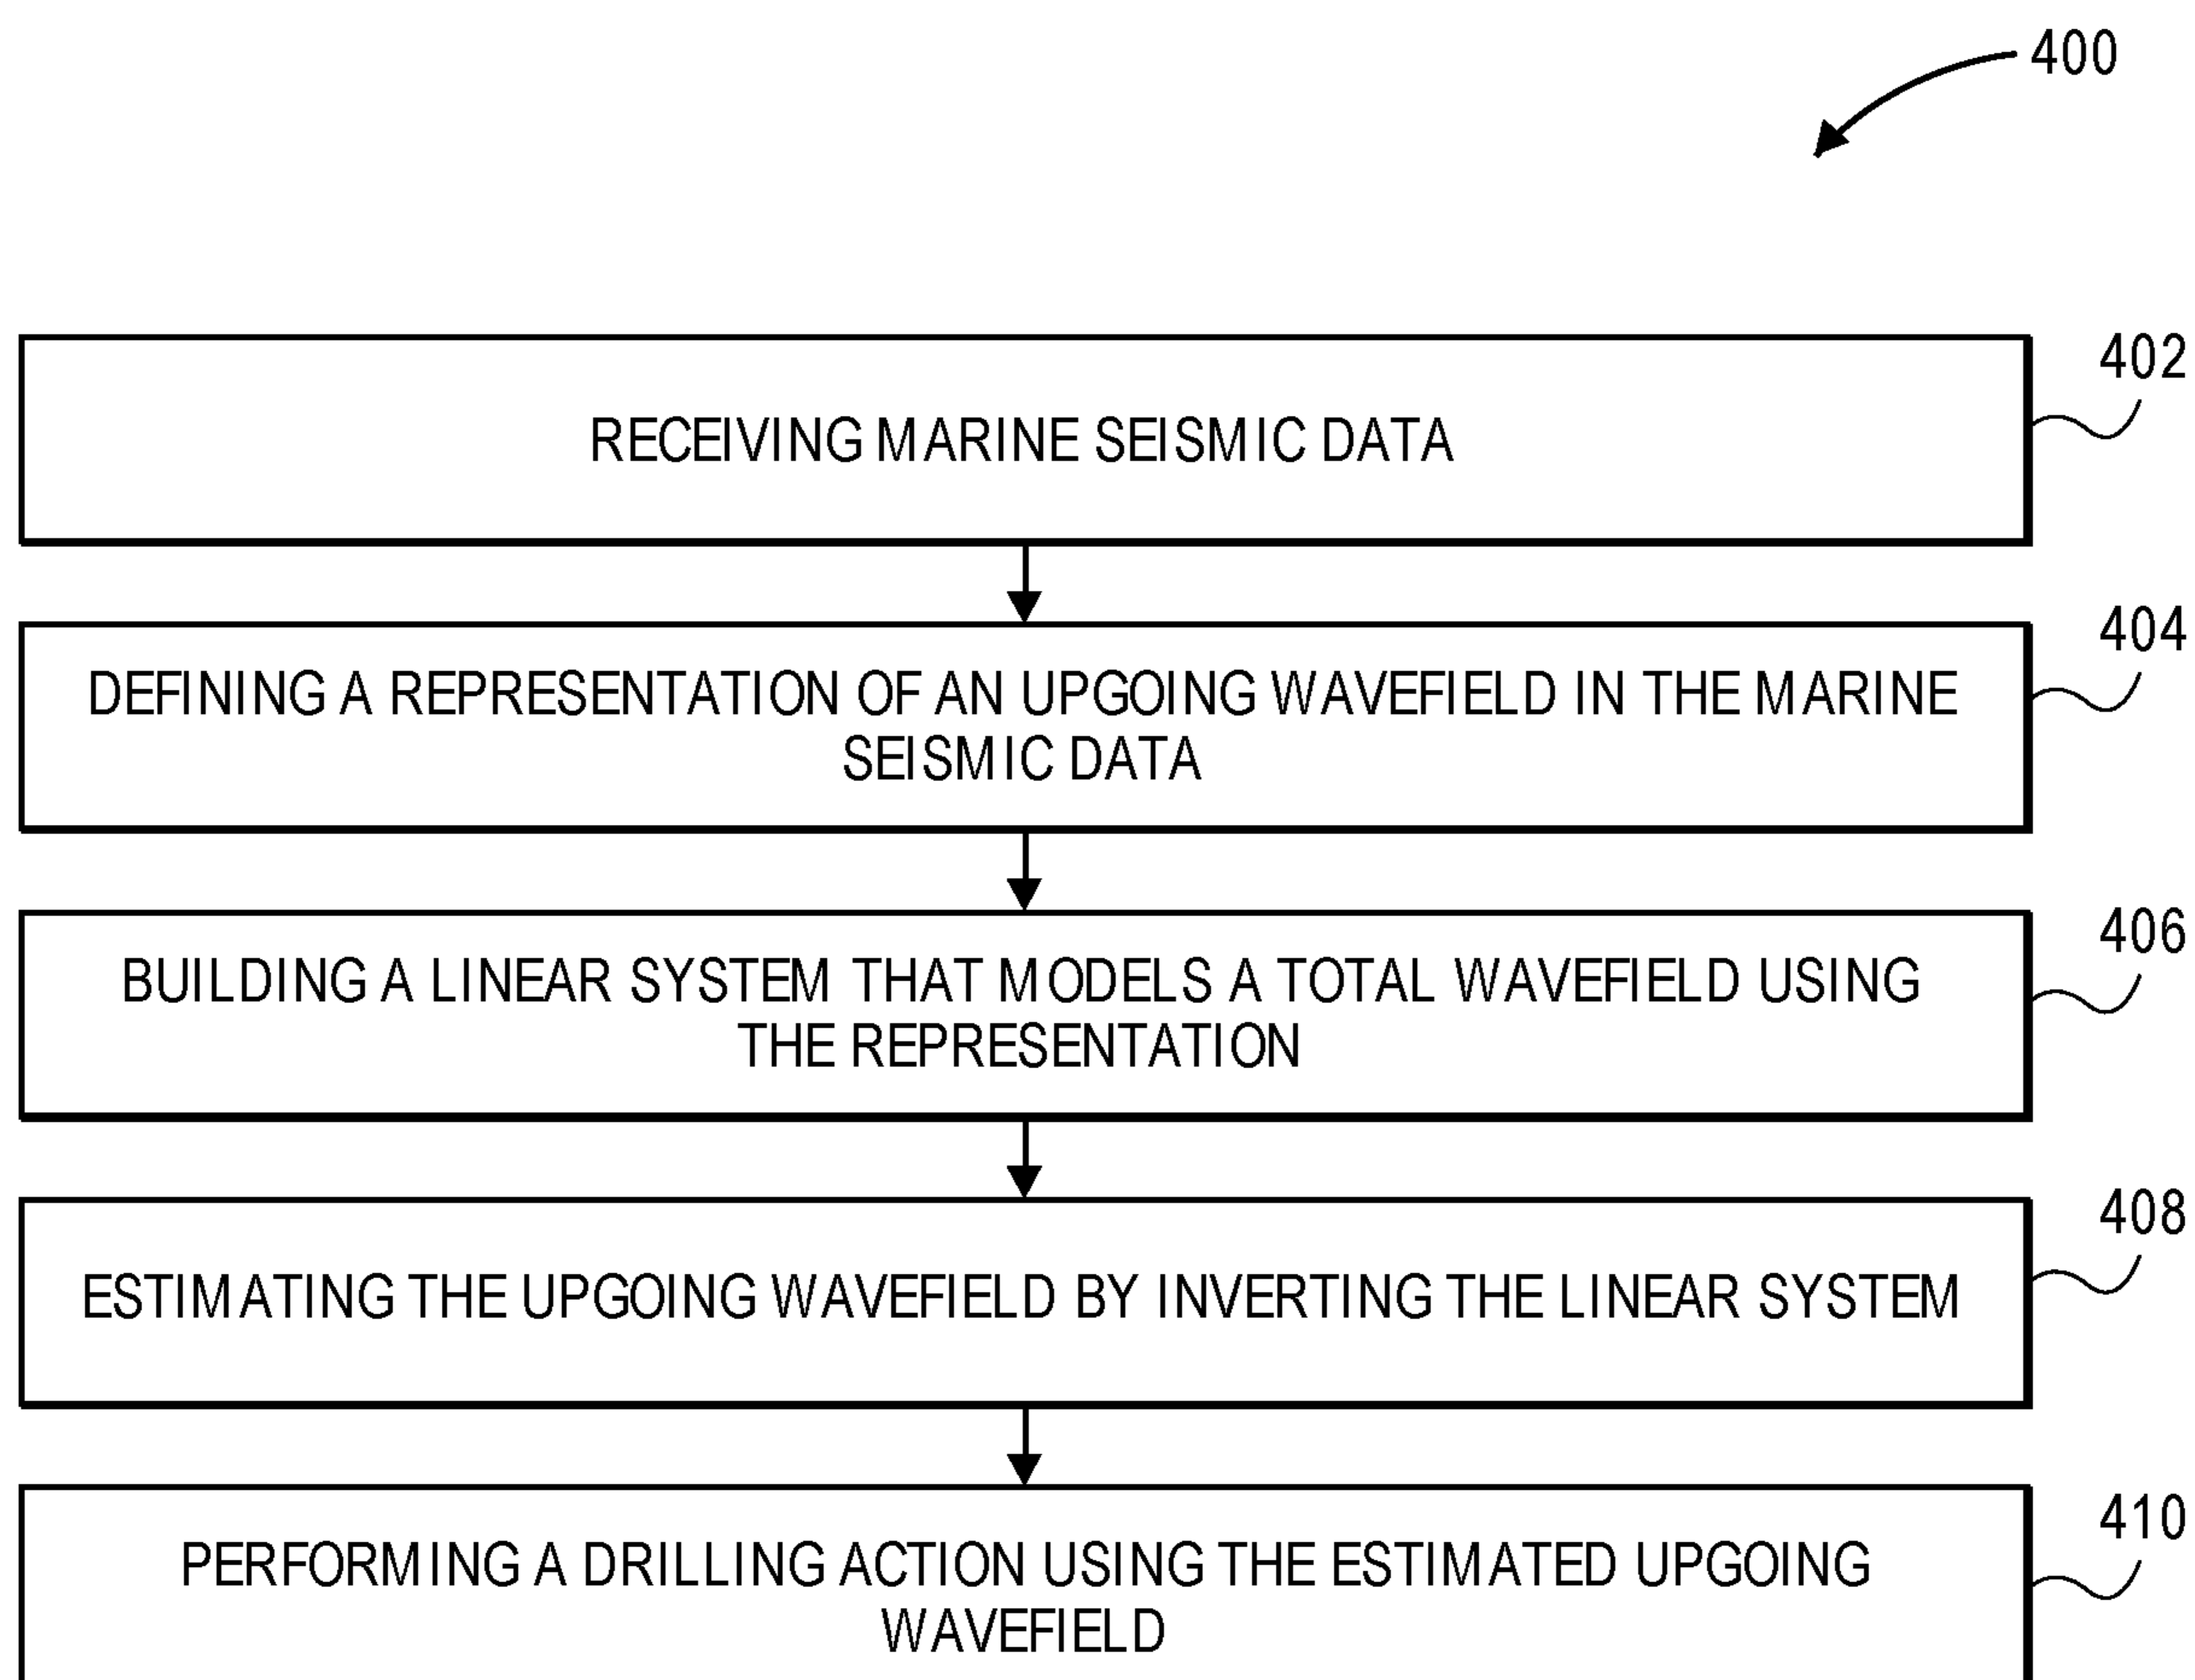 400
402
RECEIVING MARINE SEISMIC DATA
404
DEFINING A REPRESENTATION OF AN UPGOING WAVEFIELD IN THE MARINE
SEISMIC DATA
406
BUILDING A LINEAR SYSTEM THAT MODELS A TOTAL WAVEFIELD USING
THE REPRESENTATION
408
ESTIMATING THE UPGOING WAVEFIELD BY INVERTING THE LINEAR SYSTEM
410
PERFORMING A DRILLING ACTION USING THE ESTIMATED UPGOING
WAVEFIELD